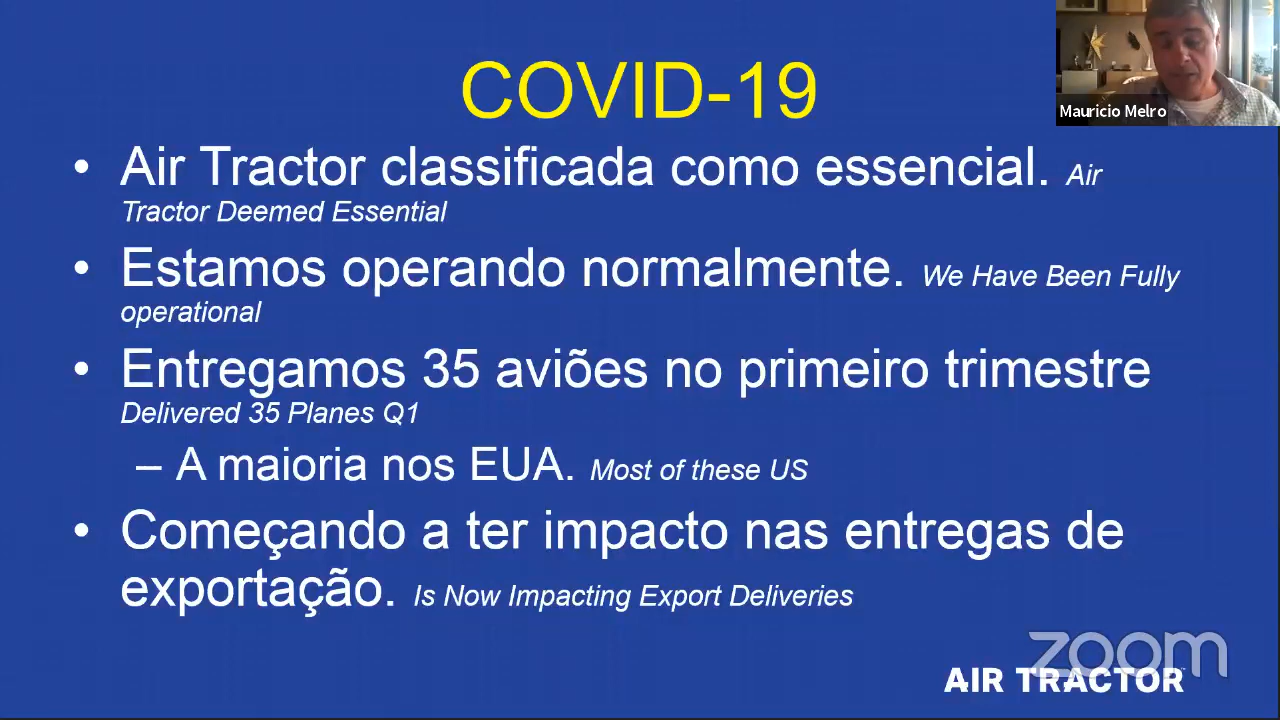 COVID-19
Mauricio Melro
• Air Tractor classificada como essencial. Air
Tractor Deemed Essential
• Estamos operando normalmente. We Have Been Fully
operational
• Entregamos 35 aviões no primeiro trimestre
Delivered 35 Planes Q1
– A maioria nos EUA. Most of these US
• Começando a ter impacto nas entregas de
exportação. Is Now Impacting Export Deliveries
zoom
AIR TRACTOR